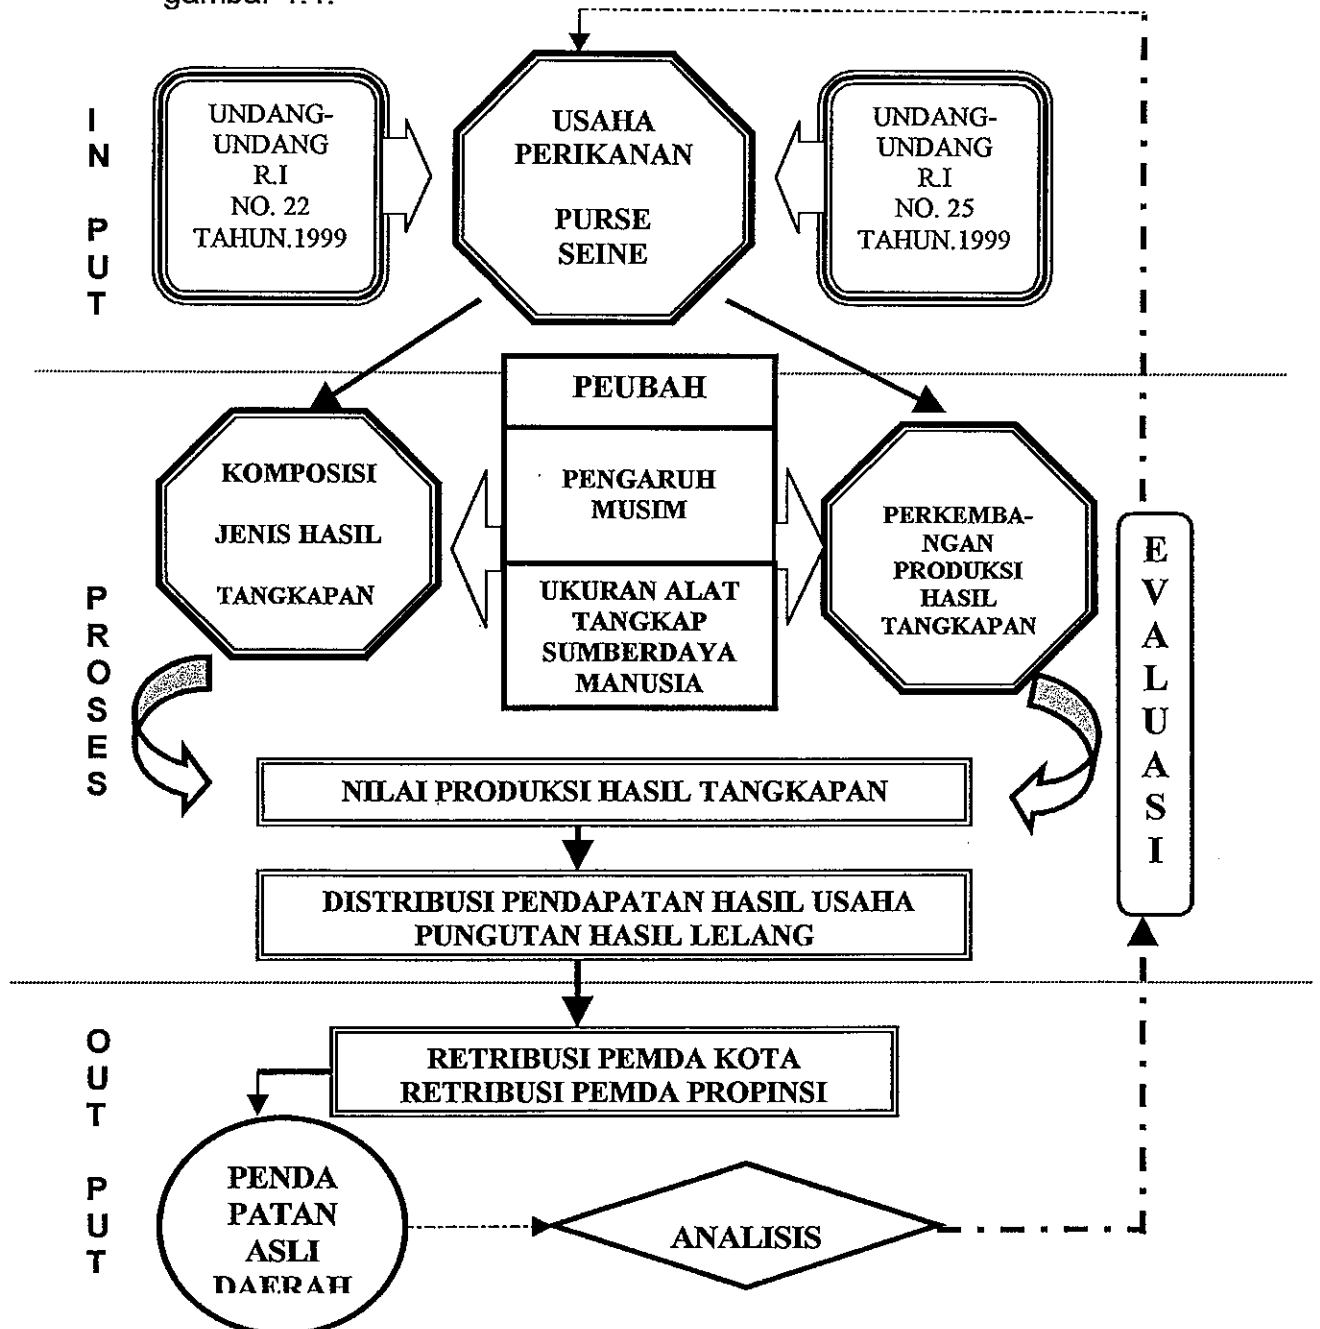 gambar 1.1.
I
N
P
U
T
UNDANG-
UNDANG
R.I
NO. 22
TAHUN.1999
USAHA
PERIKANAN
PURSE
SEINE
UNDANG-
UNDANG
R.I
NO. 25
TAHUN.1999
P
R
O
S
E
S
KOMPOSISI
JENIS HASIL
TANGKAPAN
PEUBAH
PENGARUH
MUSIM
UKURAN ALAT
TANGKAP
SUMBERDAYA
MANUSIA
PERKEMBA-
NGAN
PRODUKSI
HASIL
TANGKAPAN
E
V
A
L
U
A
S
I
NILAI PRODUKSI HASIL TANGKAPAN
DISTRIBUSI PENDAPATAN HASIL USAHA
PUNGUTAN HASIL LELANG
O
U
T
P
U
T
RETRIBUSI PEMDA KOTA
RETRIBUSI PEMDA PROPINSI
PENDA
PATAN
ASLI
DAERAH
ANALISIS